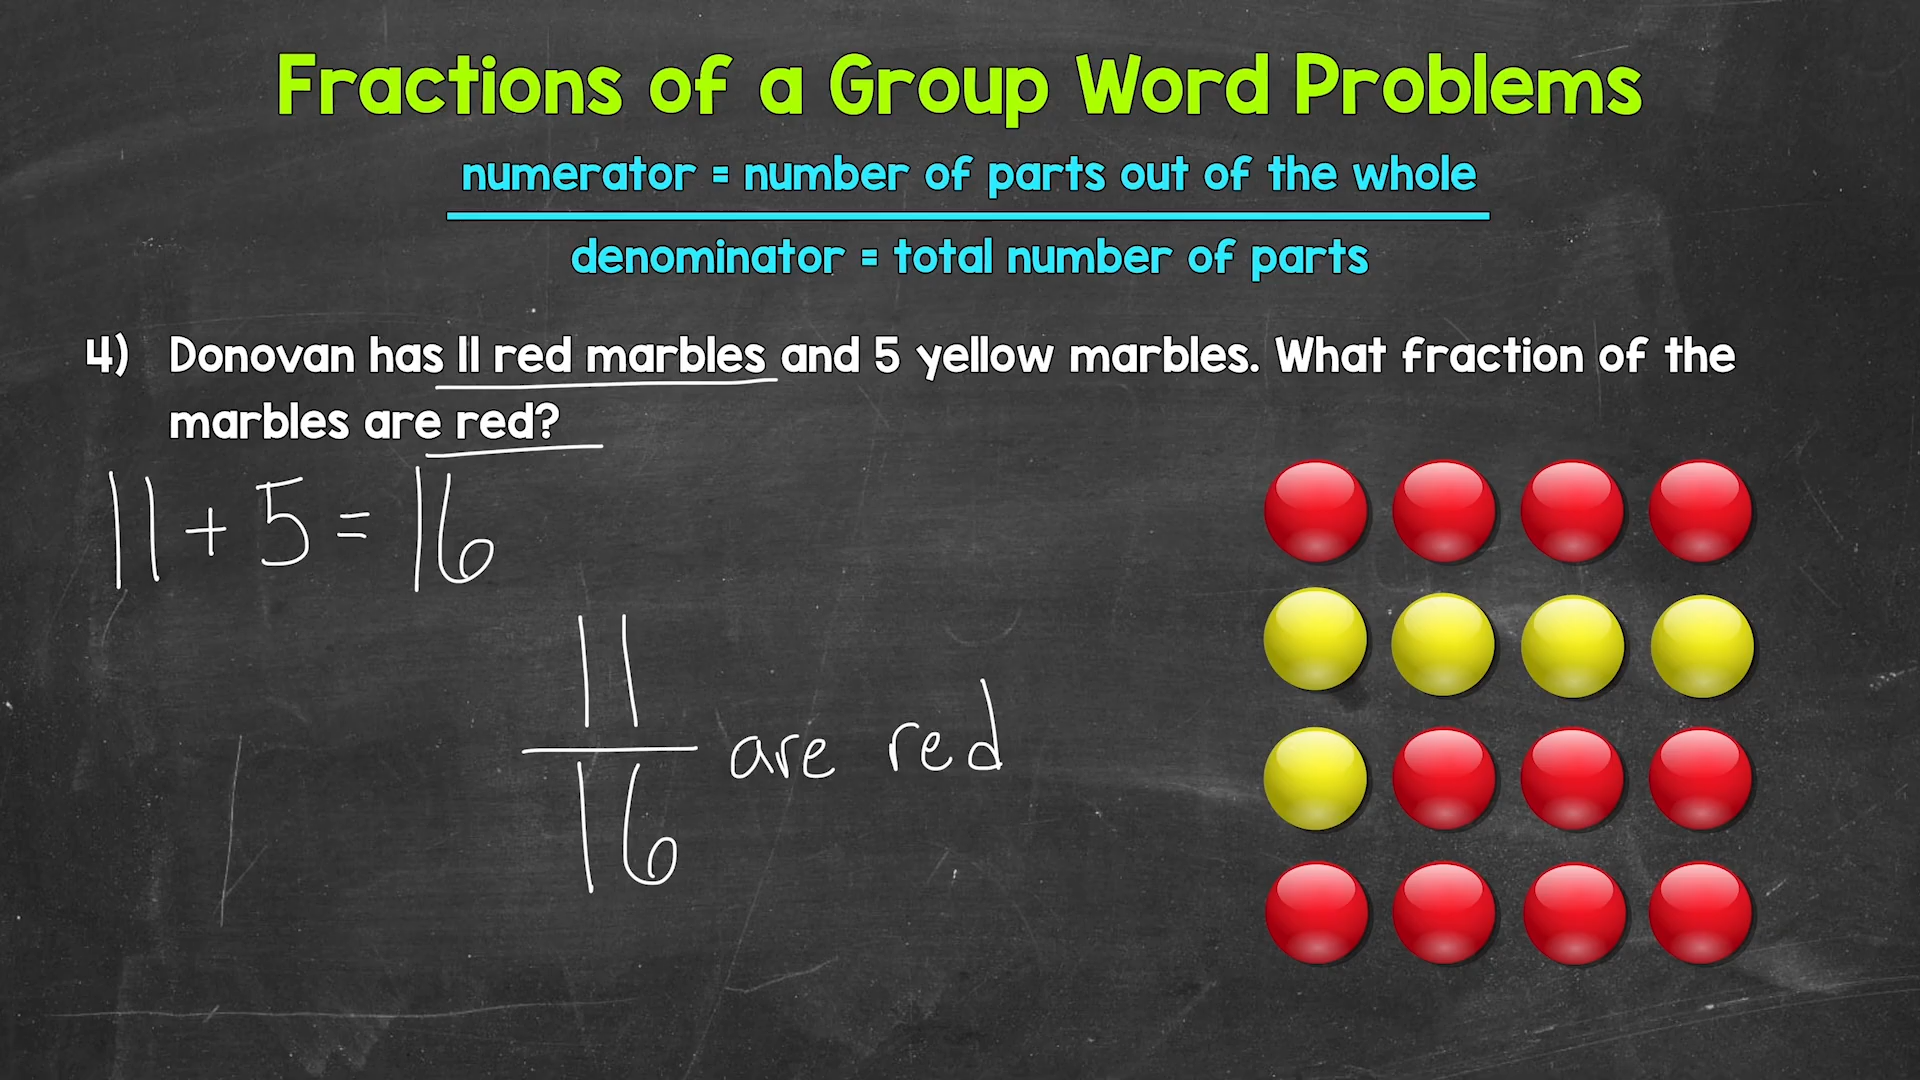 Fractions of a Group Word Problems
numerator = number of parts out of the whole
denominator = total number of parts
4) Donovan has 11 red marbles and 5 yellow marbles. What fraction of the
marbles are red?
11 + 5 = 16
11
are red
16